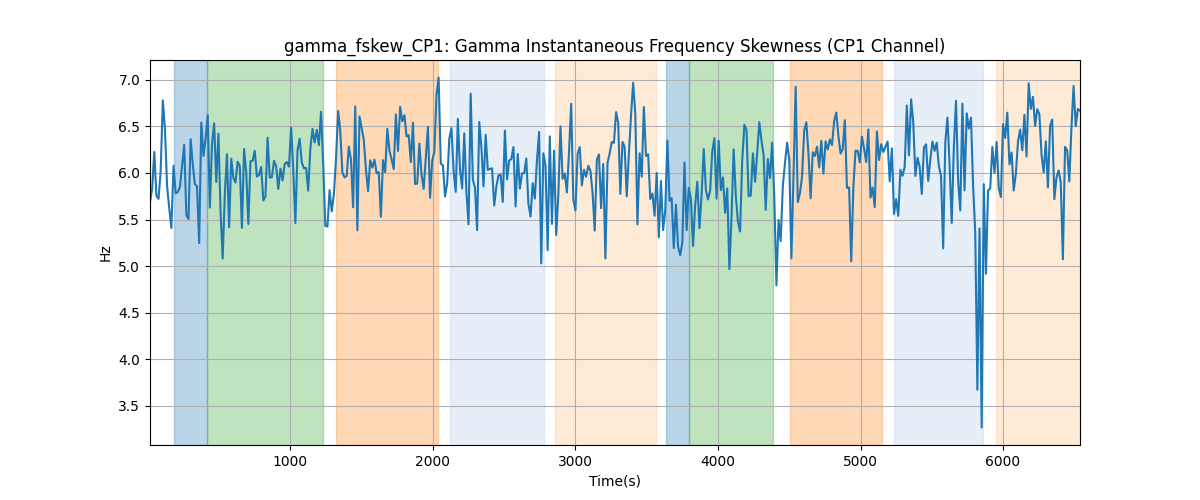 gamma_fskew_CP1: Gamma Instantaneous Frequency Skewness (CP1 Channel)
7.0
6.5
6.0
5.5
5.0
4.5
4.0
3.5
Hz
1000 2000 3000 4000 5000 6000
Time(s)